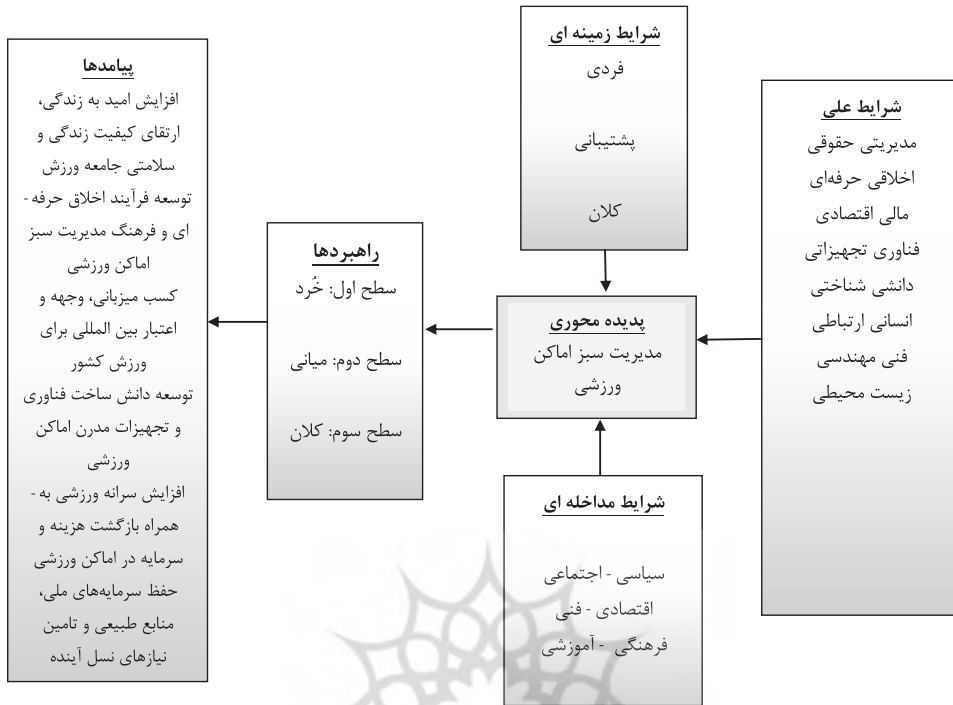 شرایط زمینه ای
فردی
پشتیبانی
کلان
شرایط علی
مدیریتی حقوقی
اخلاقی حرفه‌ای
مالی اقتصادی
فناوری تجهیزاتی
دانشی شناختی
انسانی ارتباطی
فنی مهندسی
زیست محیطی
پدیده محوری
مدیریت سبز اماکن
ورزشی
شرایط مداخله ای
سیاسی - اجتماعی
اقتصادی - فنی
فرهنگی - آموزشی
راهبردها
سطح اول: خُرد
سطح دوم: میانی
سطح سوم: کلان
پیامدها
افزایش امید به زندگی،
ارتقای کیفیت زندگی و
سلامتی جامعه ورزش
توسعه فرآیند اخلاق حرفه -
ای و فرهنگ مدیریت سبز
اماکن ورزشی
کسب میزبانی، وجهه و
اعتبار بین المللی برای
ورزش کشور
توسعه دانش ساخت فناوری
و تجهیزات مدرن اماکن
ورزشی
افزایش سرانه ورزشی به -
همراه بازگشت هزینه و
سرمایه در اماکن ورزشی
حفظ سرمایه‌های ملی،
منابع طبیعی و تامین
نیازهای نسل آینده